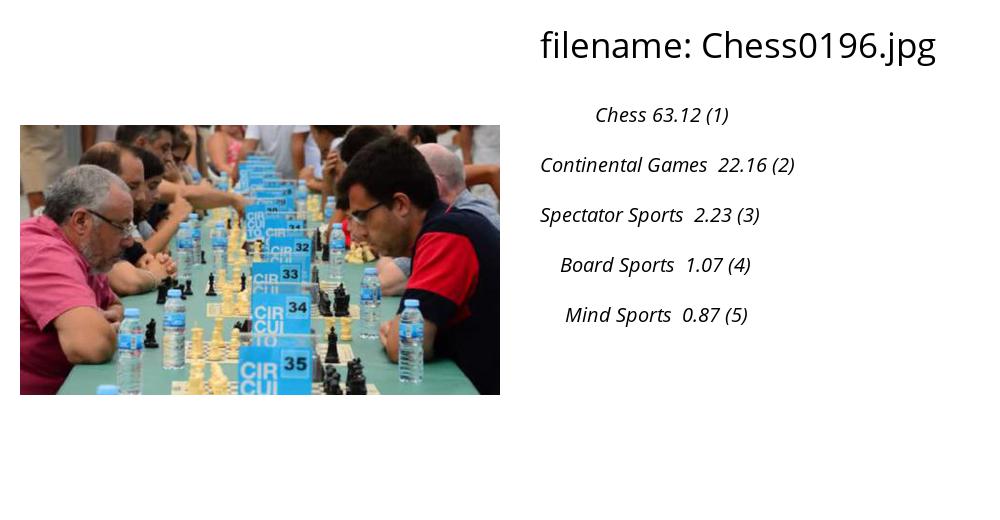 filename: Chess0196.jpg
Chess 63.12 (1)
Continental Games 22.16 (2)
Spectator Sports 2.23 (3)
Board Sports 1.07 (4)
Mind Sports 0.87 (5)
CIR
CUI
TO
32
CIR
CUI
33
CIR
CUI
TO
34
CIR
CUI
35